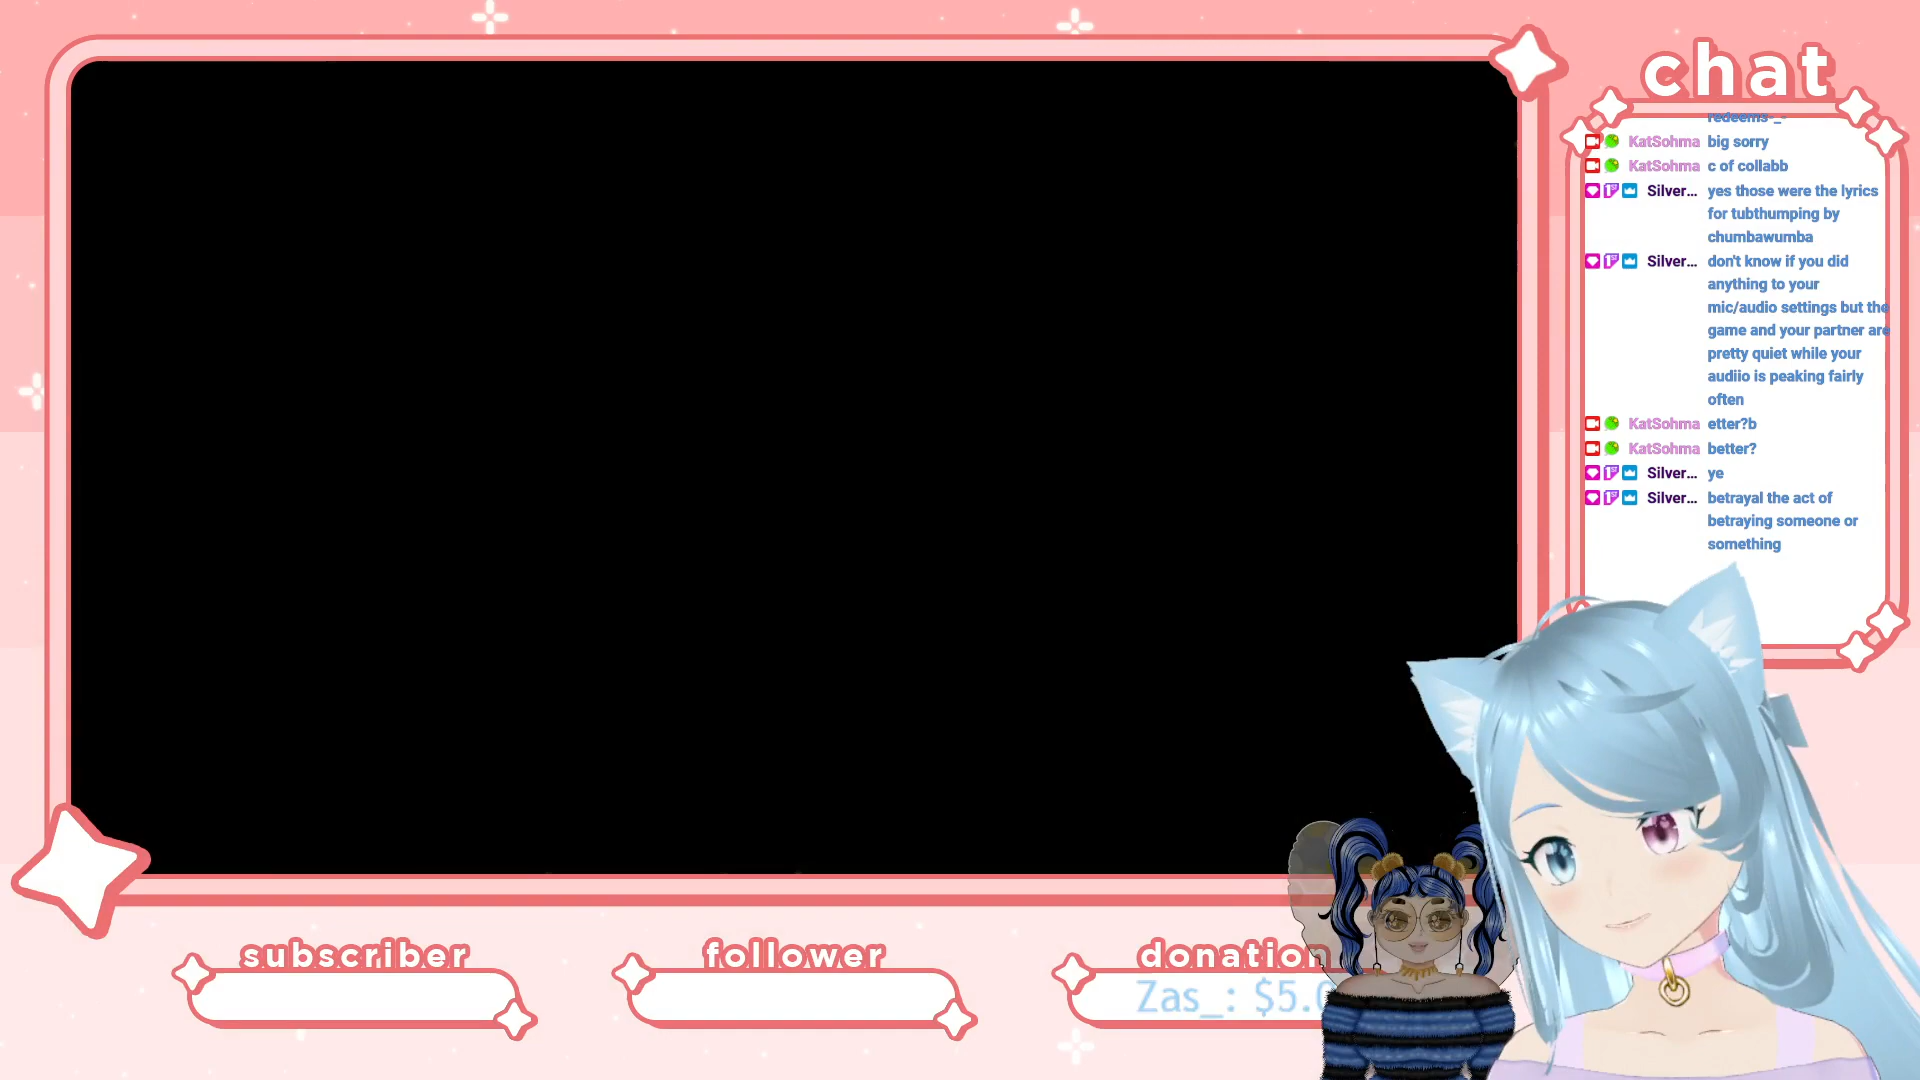 chat
redeems-_-
KatSohma big sorry
KatSohma c of collabb
Silver... yes those were the lyrics
for tubthumping by
chumbawumba
Silver... don't know if you did
anything to your
mic/audio settings but the
game and your partner are
pretty quiet while your
audiio is peaking fairly
often
KatSohma etter?b
KatSohma better?
Silver... ye
Silver... betrayal the act of
betraying someone or
something
subscriber
follower
donation
Zas_: $5.0